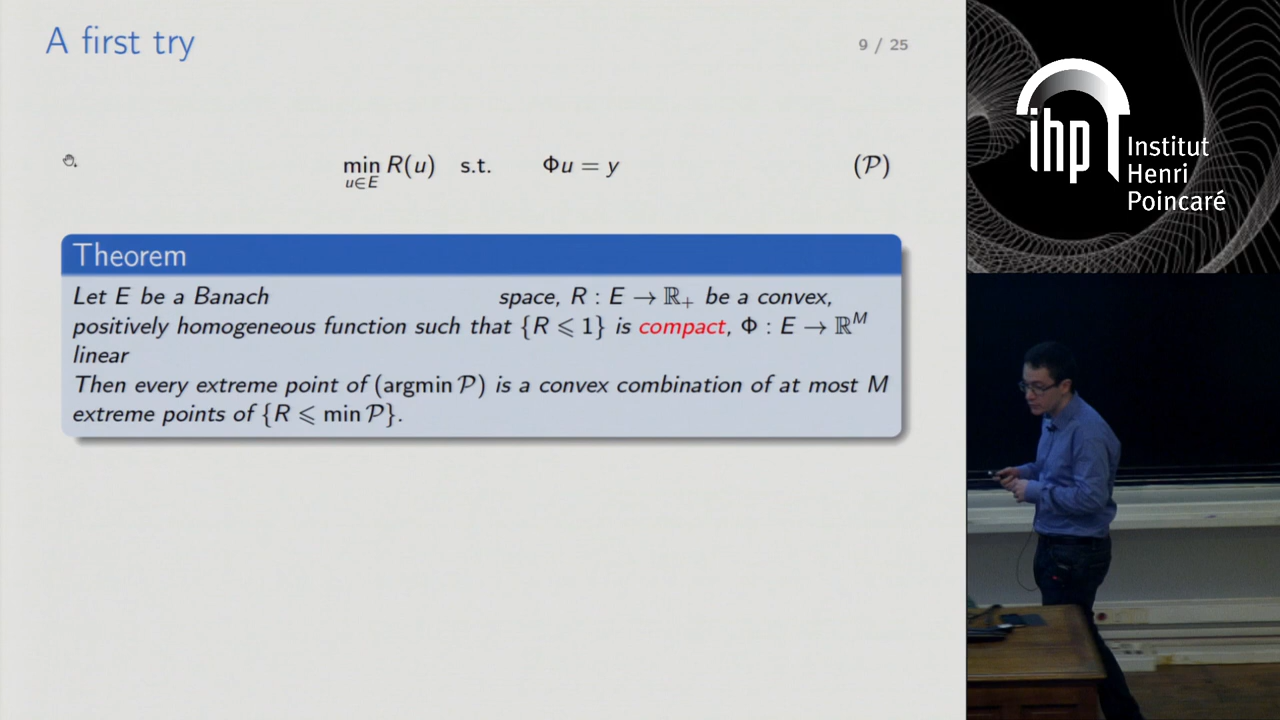 A first try
9 / 25
min R(u) s.t. Φu = y (𝒫)
u∈E
Theorem
Let E be a Banach space, R : E → ℝ₊ be a convex,
positively homogeneous function such that {R ⩽ 1} is compact, Φ : E → ℝᴹ
linear
Then every extreme point of (argmin 𝒫) is a convex combination of at most M
extreme points of {R ⩽ min 𝒫}.
ihp Institut
Henri
Poincaré